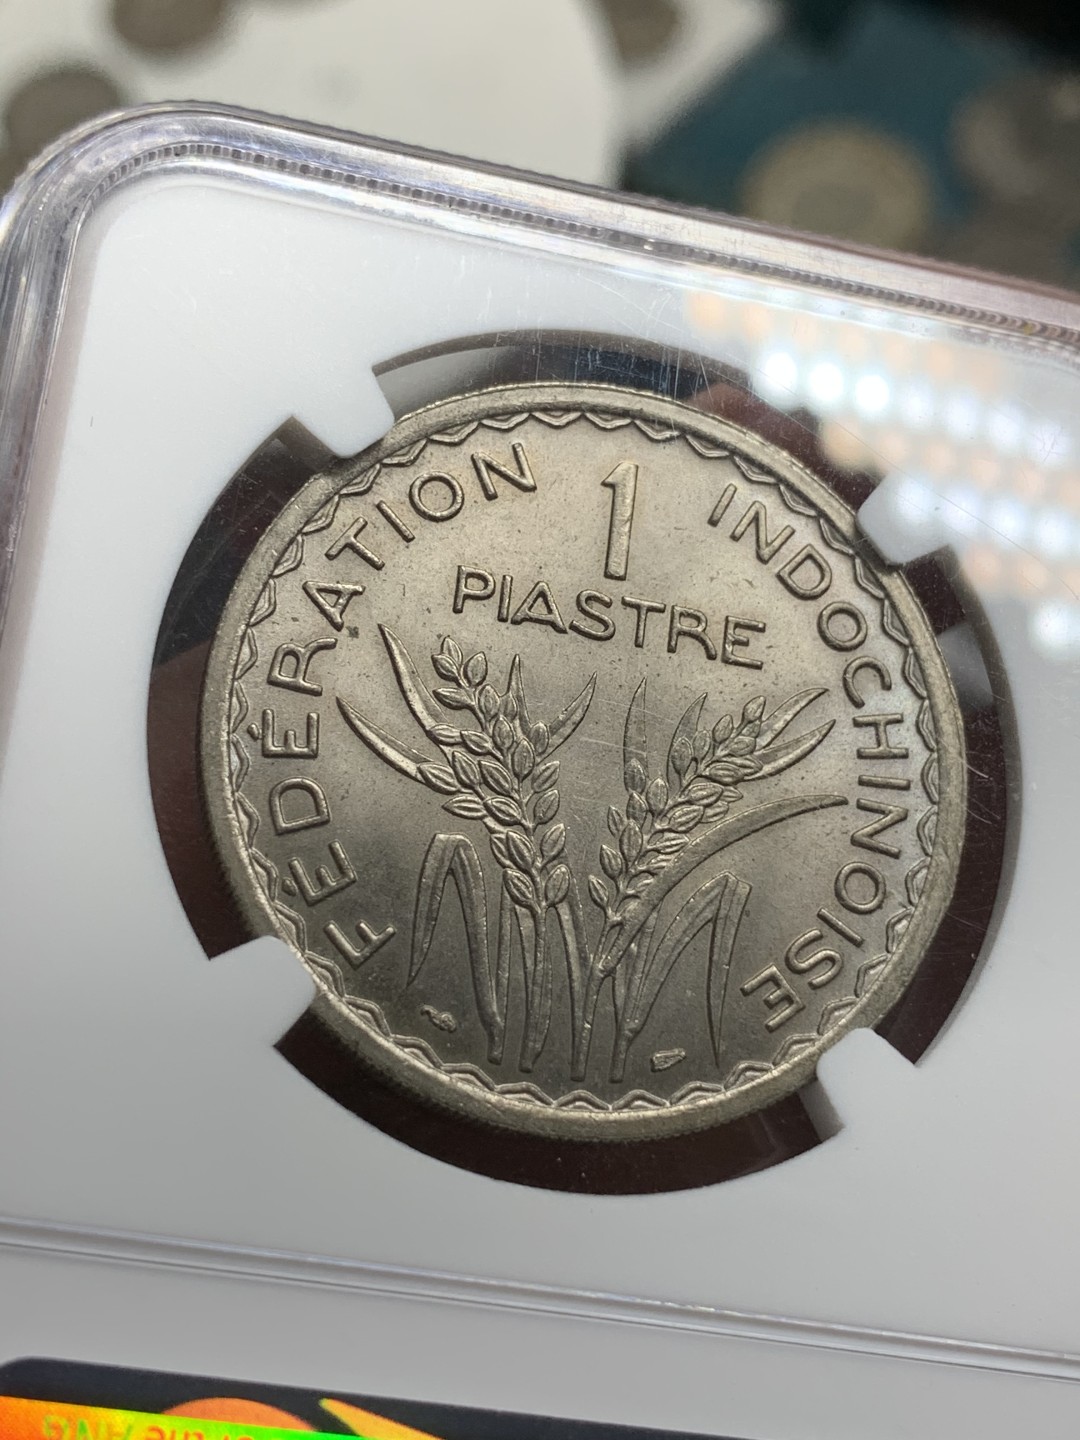 FÉDÉRATION INDOCHINOISE
1
PIASTRE